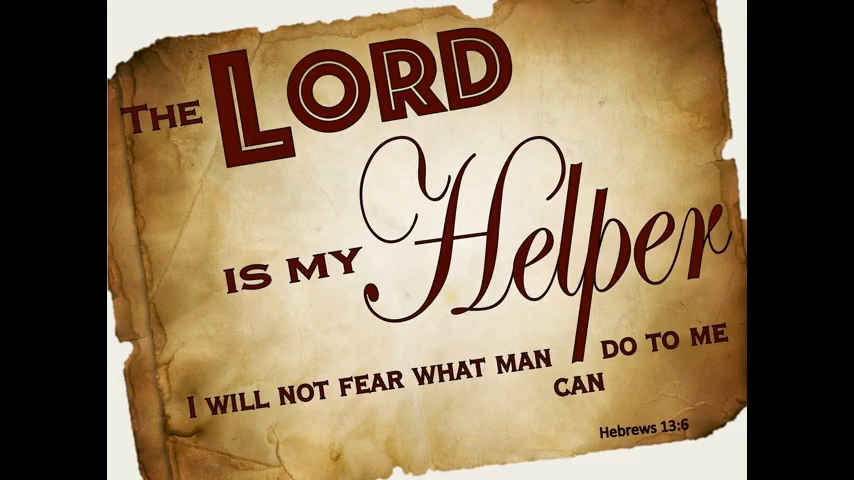 The Lord
is my Helper
I will not fear what man can do to me
Hebrews 13:6